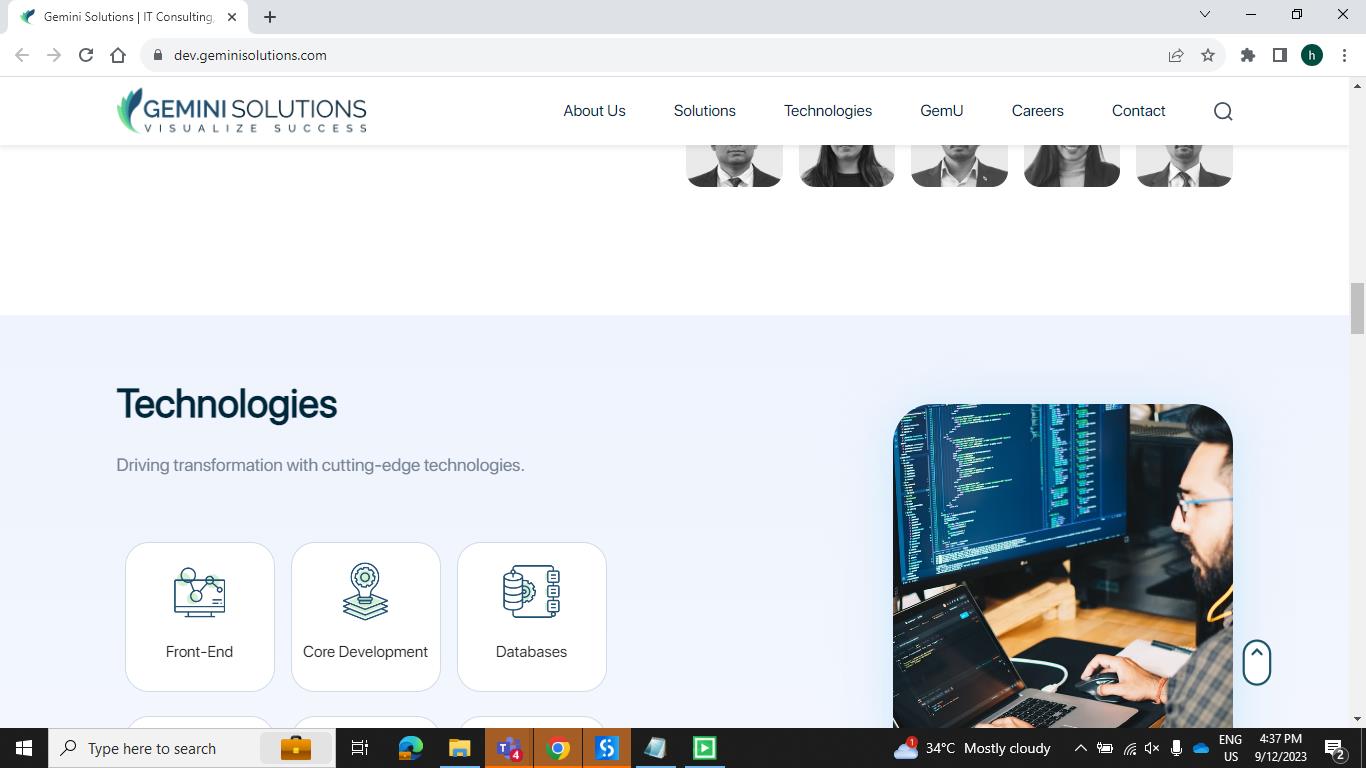 Gemini Solutions | IT Consulting,
dev.geminisolutions.com
h
GEMINI SOLUTIONS
VISUALIZE SUCCESS
About Us
Solutions
Technologies
GemU
Careers
Contact
Technologies
Driving transformation with cutting-edge technologies.
Front-End
Core Development
Databases
Type here to search
4
1
34°C Mostly cloudy
ENG
US
4:37 PM
9/12/2023
2